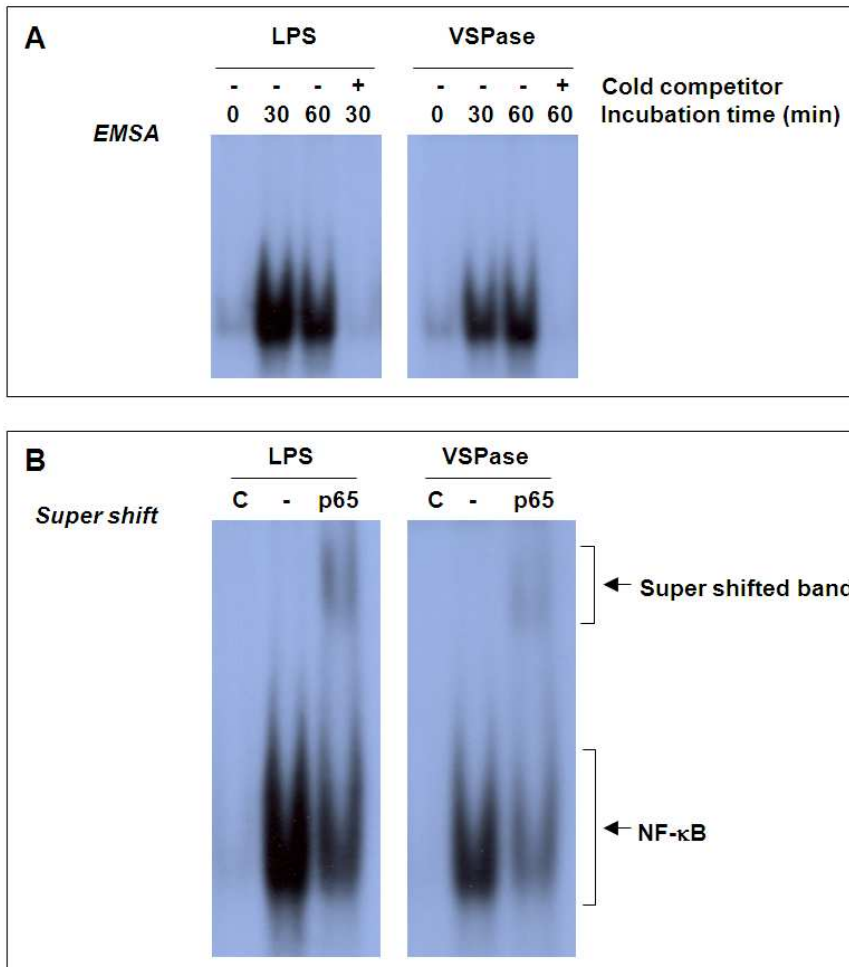 A
LPS VSPase
- - - + - - - + Cold competitor
0 30 60 30 0 30 60 60 Incubation time (min)
EMSA
B
LPS VSPase
C - p65 C - p65
Super shift
Super shifted band
NF-κB